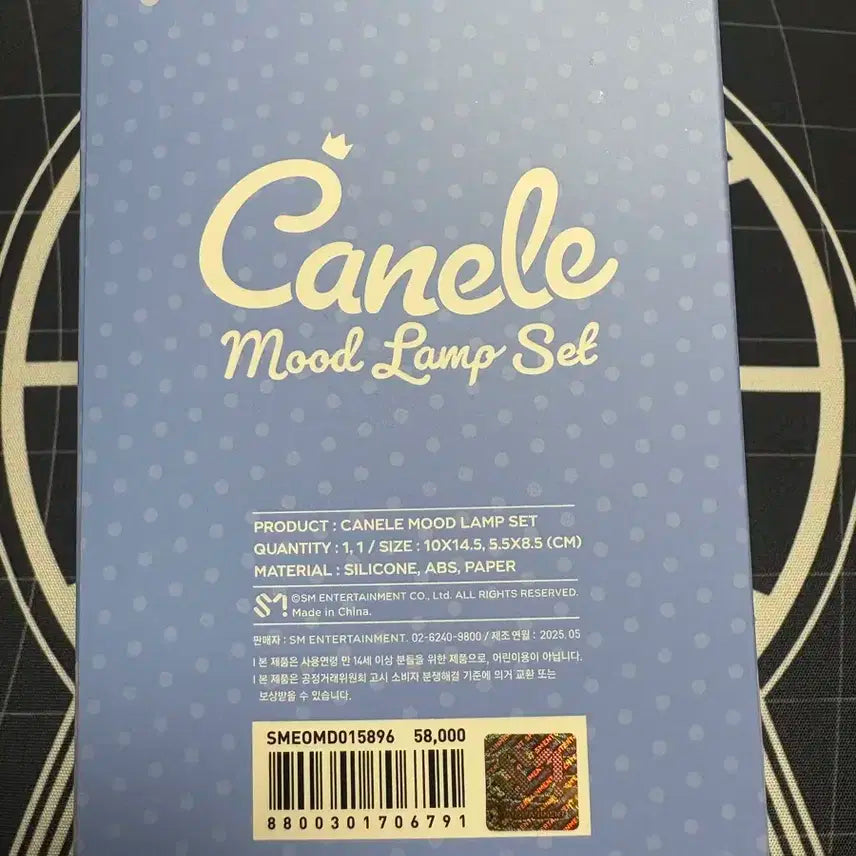 Canele
Mood Lamp Set
PRODUCT : CANELE MOOD LAMP SET
QUANTITY : 1, 1 / SIZE : 10X14.5, 5.5X8.5 (CM)
MATERIAL : SILICONE, ABS, PAPER
SM ©SM ENTERTAINMENT CO., Ltd. ALL RIGHTS RESERVED.
Made in China.
판매자 : SM ENTERTAINMENT. 02-6240-9800 / 제조 연월 : 2025. 05
ㅣ본 제품은 사용연령 만 14세 이상 분들을 위한 제품으로, 어린이용이 아닙니다.
ㅣ본 제품은 공정거래위원회 고시 소비자 분쟁해결 기준에 의거 교환 또는
보상받을 수 있습니다.
SMEOMD015896 58,000
8800301706791